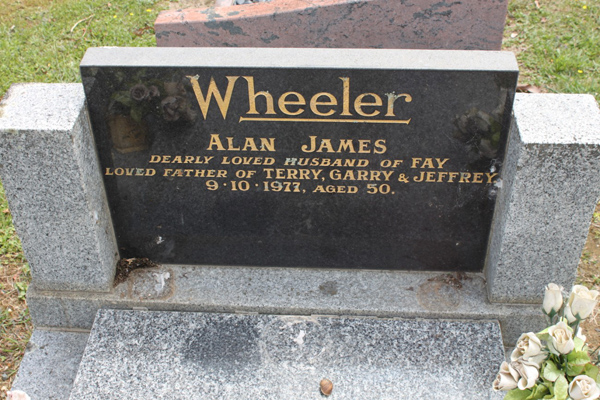 Wheeler
ALAN JAMES
DEARLY LOVED HUSBAND OF FAY
LOVED FATHER OF TERRY, GARRY & JEFFREY
9·10·1977, AGED 50.